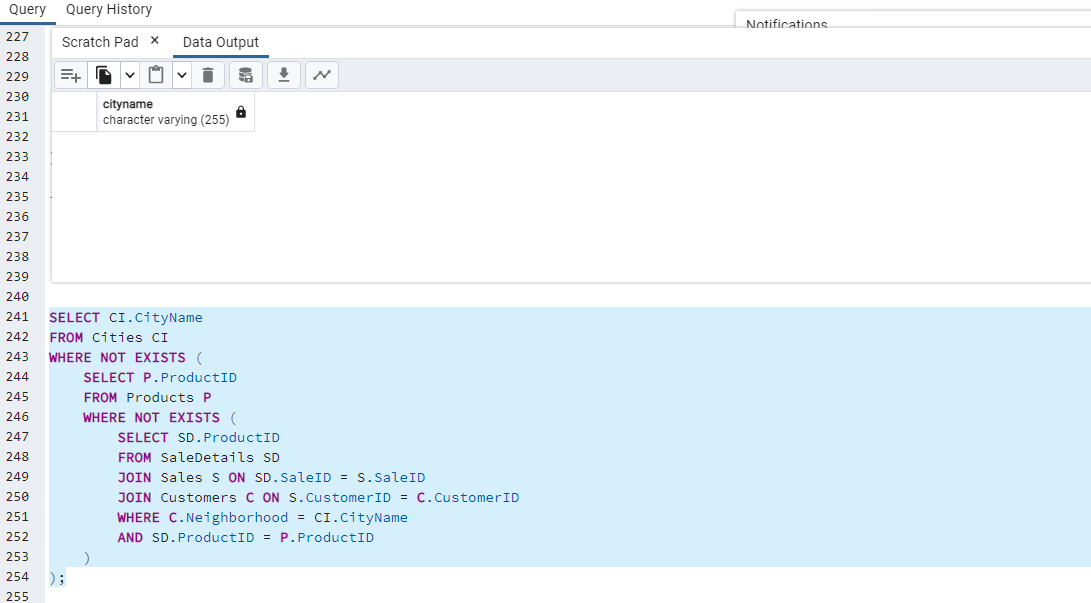 Query Query History
Notifications
Scratch Pad × Data Output
cityname
character varying (255)
227
228
229
230
231
232
233
234
235
236
237
238
239
240
241 SELECT CI.CityName
242 FROM Cities CI
243 WHERE NOT EXISTS (
244 SELECT P.ProductID
245 FROM Products P
246 WHERE NOT EXISTS (
247 SELECT SD.ProductID
248 FROM SaleDetails SD
249 JOIN Sales S ON SD.SaleID = S.SaleID
250 JOIN Customers C ON S.CustomerID = C.CustomerID
251 WHERE C.Neighborhood = CI.CityName
252 AND SD.ProductID = P.ProductID
253 )
254 );
255